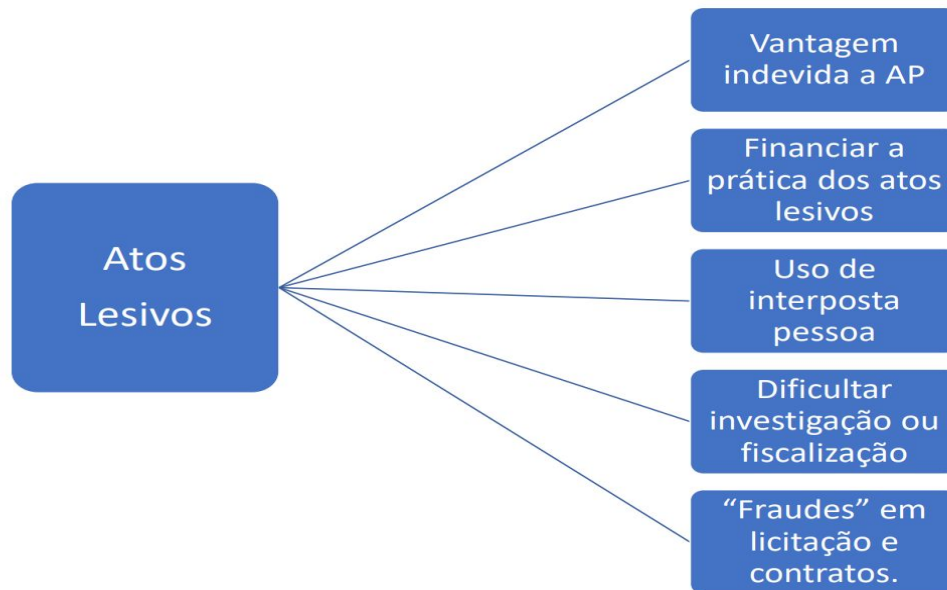 Atos
Lesivos
Vantagem
indevida a AP
Financiar a
prática dos atos
lesivos
Uso de
interposta
pessoa
Dificultar
investigação ou
fiscalização
“Fraudes” em
licitação e
contratos.